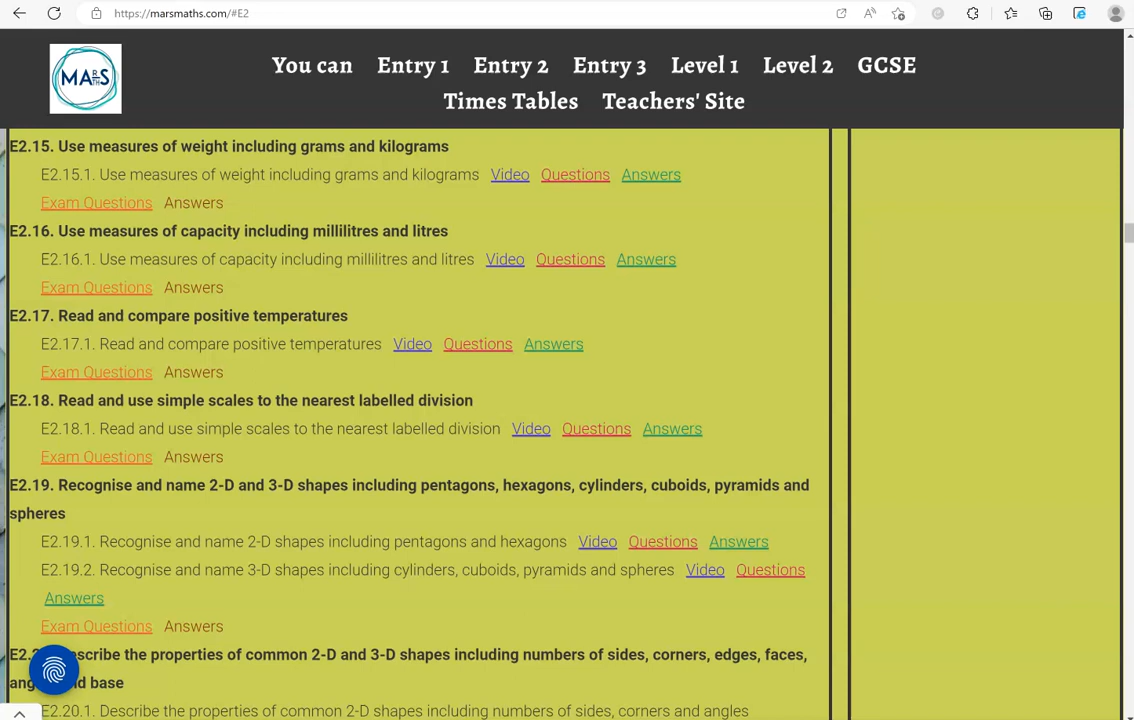 https://marsmaths.com/#E2
MARS
MATHS
You can Entry 1 Entry 2 Entry 3 Level 1 Level 2 GCSE
Times Tables Teachers' Site
E2.15. Use measures of weight including grams and kilograms
E2.15.1. Use measures of weight including grams and kilograms Video Questions Answers
Exam Questions Answers
E2.16. Use measures of capacity including millilitres and litres
E2.16.1. Use measures of capacity including millilitres and litres Video Questions Answers
Exam Questions Answers
E2.17. Read and compare positive temperatures
E2.17.1. Read and compare positive temperatures Video Questions Answers
Exam Questions Answers
E2.18. Read and use simple scales to the nearest labelled division
E2.18.1. Read and use simple scales to the nearest labelled division Video Questions Answers
Exam Questions Answers
E2.19. Recognise and name 2-D and 3-D shapes including pentagons, hexagons, cylinders, cuboids, pyramids and
spheres
E2.19.1. Recognise and name 2-D shapes including pentagons and hexagons Video Questions Answers
E2.19.2. Recognise and name 3-D shapes including cylinders, cuboids, pyramids and spheres Video Questions
Answers
Exam Questions Answers
E2.2 scribe the properties of common 2-D and 3-D shapes including numbers of sides, corners, edges, faces,
ang d base
E2.20.1. Describe the properties of common 2-D shapes including numbers of sides, corners and angles